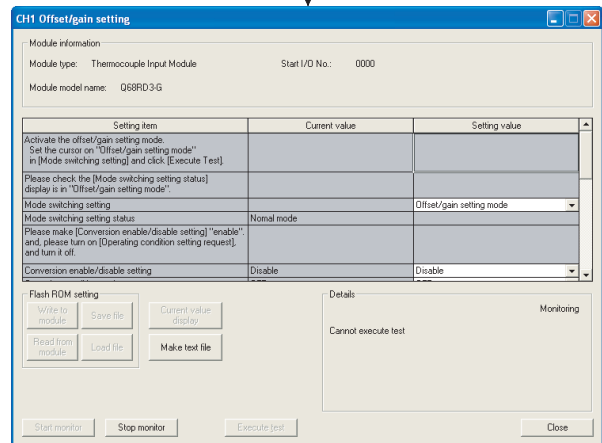 CH1 Offset/gain setting
Module information
Module type: Thermocouple Input Module Start I/O No.: 0000
Module model name: Q68RD3-G
Setting item Current value Setting value
Activate the offset/gain setting mode.
Set the cursor on "Offset/gain setting mode"
in [Mode switching setting] and click [Execute Test].
Please check the [Mode switching setting status]
display is in "Offset/gain setting mode".
Mode switching setting Offset/gain setting mode
Mode switching setting status Nomal mode
Please make [Conversion enable/disable setting] "enable".
and, please turn on [Operating condition setting request],
and turn it off.
Conversion enable/disable setting Disable Disable
Flash ROM setting
Write to
module
Save file
Current value
display
Read from
module
Load file
Make text file
Details
Monitoring
Cannot execute test
Start monitor Stop monitor Execute test Close